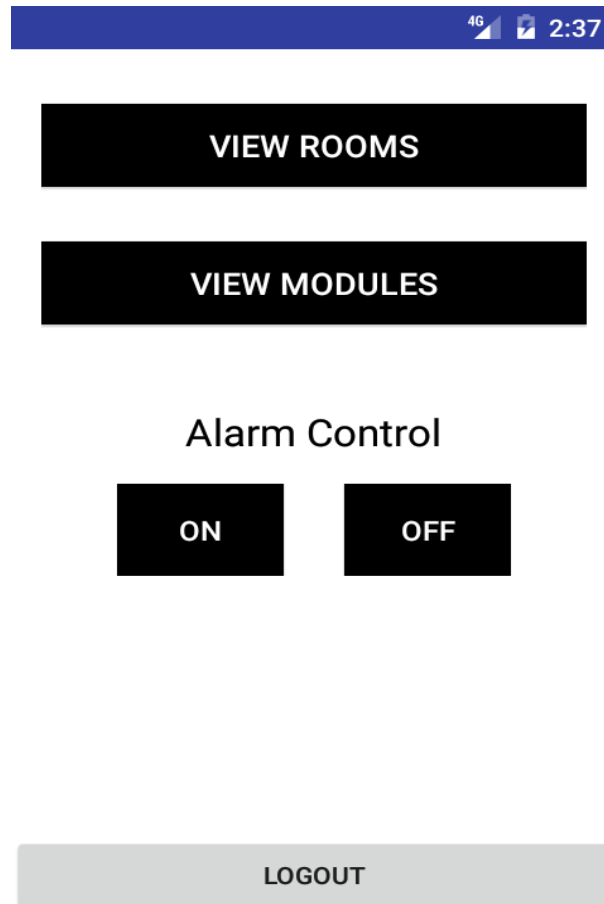 4G 2:37
VIEW ROOMS
VIEW MODULES
Alarm Control
ON OFF
LOGOUT